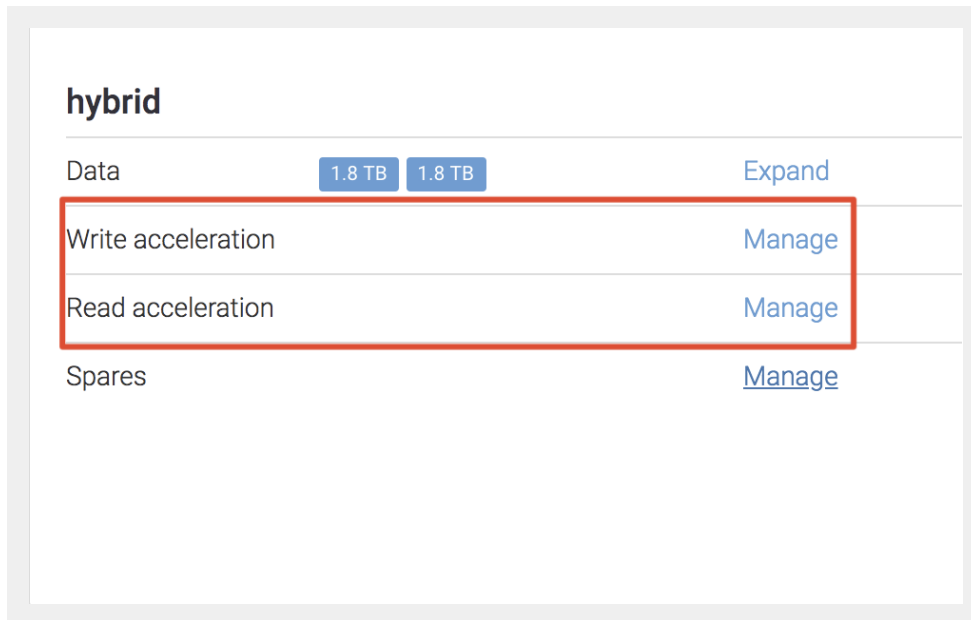 hybrid
Data 1.8 TB 1.8 TB Expand
Write acceleration Manage
Read acceleration Manage
Spares Manage